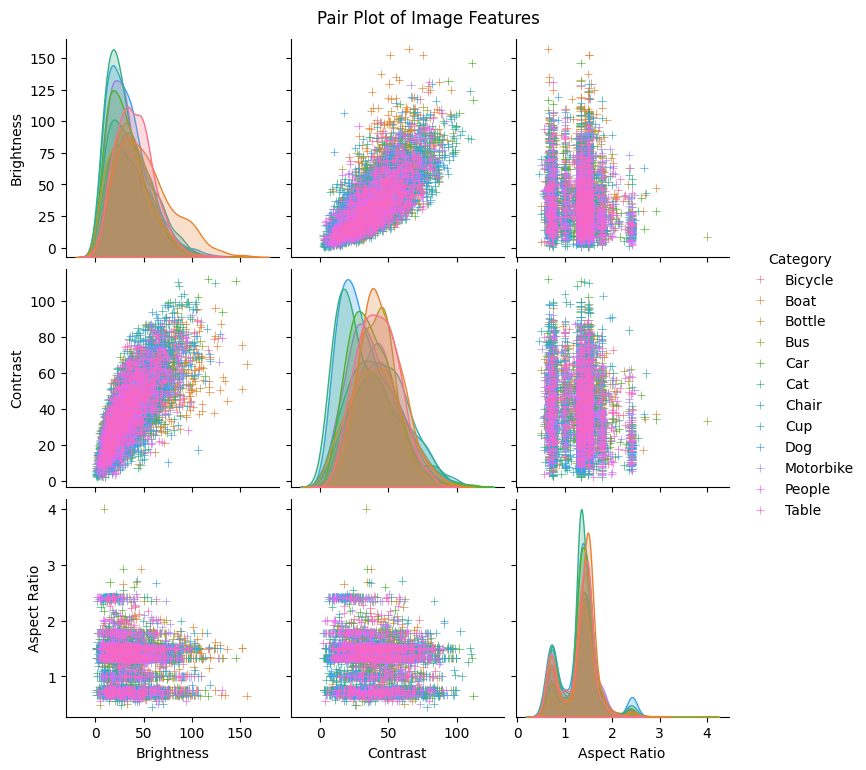 Pair Plot of Image Features
Brightness
150
125
100
75
50
25
0
Contrast
100
80
60
40
20
0
Aspect Ratio
4
3
2
1
0 50 100 150
Brightness
0 50 100
Contrast
0 1 2 3 4
Aspect Ratio
Category
Bicycle
Boat
Bottle
Bus
Car
Cat
Chair
Cup
Dog
Motorbike
People
Table